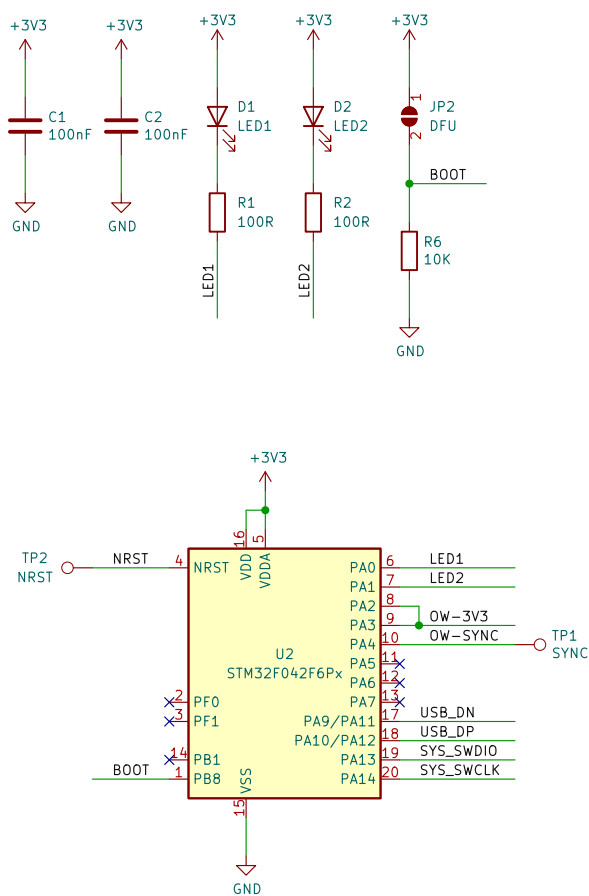 +3V3
+3V3
+3V3
+3V3
+3V3
C1
100nF
C2
100nF
D1
LED1
D2
LED2
1
JP2
DFU
2
BOOT
R1
100R
R2
100R
R6
10K
GND
GND
LED1
LED2
GND
+3V3
16
5
VDD
VDDA
TP2
NRST
NRST
4
NRST
PA0
6
LED1
PA1
7
LED2
PA2
8
PA3
9
OW-3V3
PA4
10
OW-SYNC
TP1
SYNC
U2
STM32F042F6Px
PA5
11
PA6
12
PA7
13
2
PF0
3
PF1
PA9/PA11
17
USB_DN
PA10/PA12
18
USB_DP
14
PB1
PA13
19
SYS_SWDIO
BOOT
1
PB8
PA14
20
SYS_SWCLK
VSS
15
GND